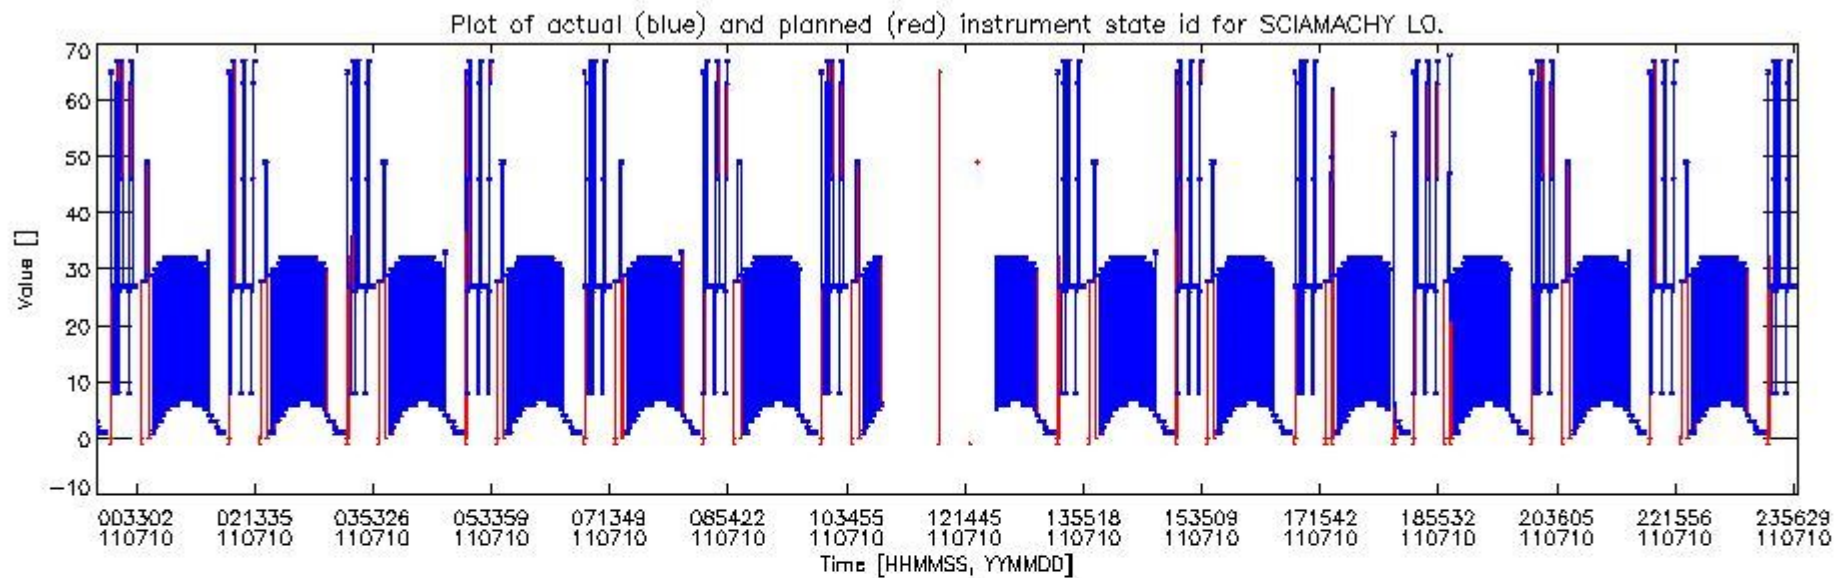 Plot of actual (blue) and planned (red) instrument state id for SCIAMACHY L0.
70
60
50
40
30
20
10
0
-10
Value []
003302 021335 035326 053359 071349 085422 103455 121445 135518 153509 171542 185532 203605 221556 235629
110710 110710 110710 110710 110710 110710 110710 110710 110710 110710 110710 110710 110710 110710 110710
Time [HHMMSS, YYMMDD]